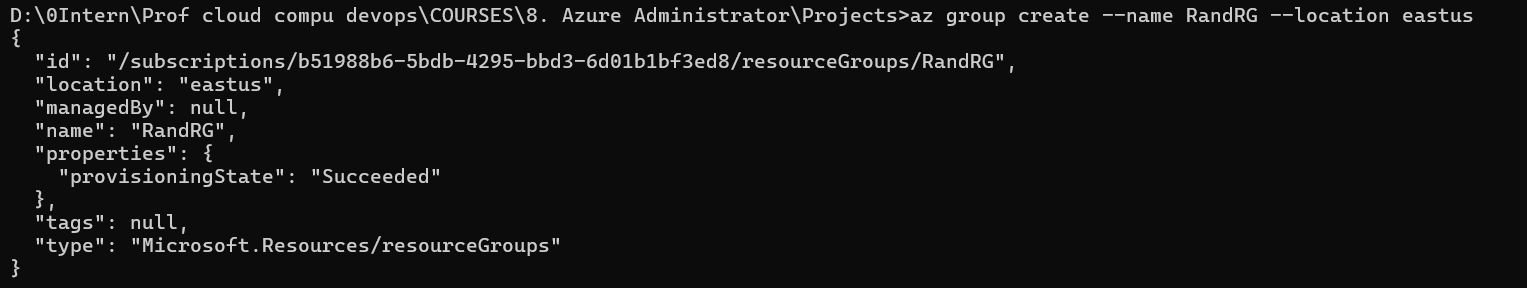 D:\0Intern\Prof cloud compu devops\COURSES\8. Azure Administrator\Projects>az group create --name RandRG --location eastus
{
  "id": "/subscriptions/b51988b6-5bdb-4295-bbd3-6d01b1bf3ed8/resourceGroups/RandRG",
  "location": "eastus",
  "managedBy": null,
  "name": "RandRG",
  "properties": {
    "provisioningState": "Succeeded"
  },
  "tags": null,
  "type": "Microsoft.Resources/resourceGroups"
}